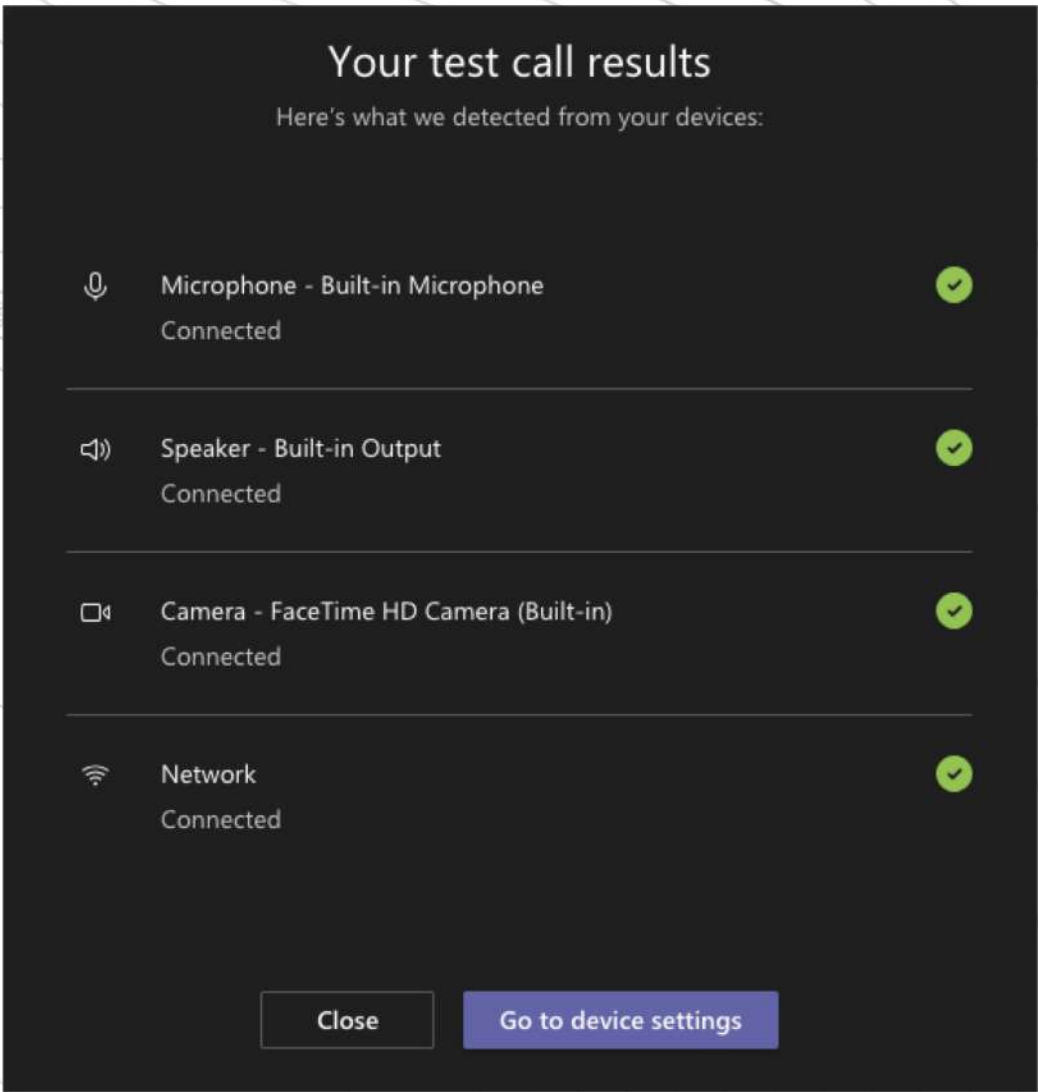 Your test call results
Here's what we detected from your devices:
Microphone - Built-in Microphone
Connected
Speaker - Built-in Output
Connected
Camera - FaceTime HD Camera (Built-in)
Connected
Network
Connected
Close
Go to device settings